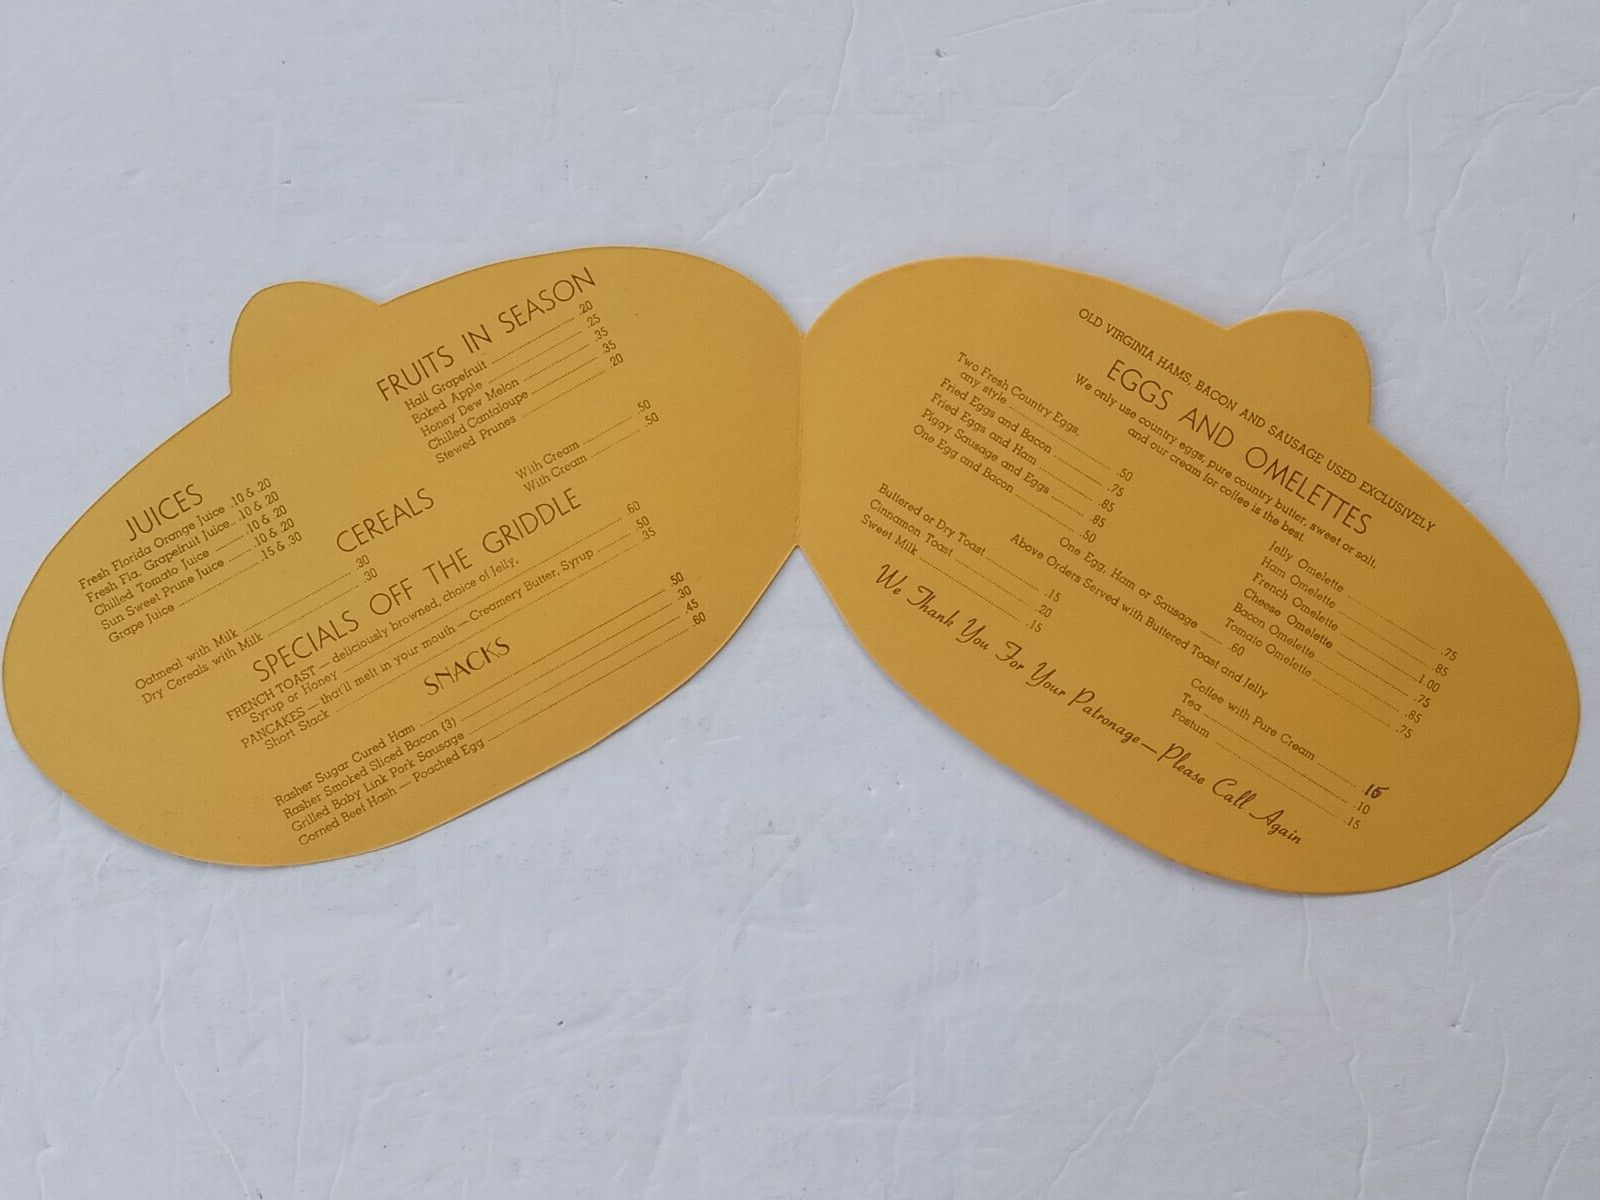 FRUITS IN SEASON
Half Grapefruit .20
Baked Apple .25
Honey Dew Melon .35
Chilled Cantaloupe .35
Stewed Prunes .20
JUICES
Fresh Florida Orange Juice .10 & .20
Fresh Fla. Grapefruit Juice .10 & .20
Chilled Tomato Juice .10 & .20
Sun Sweet Prune Juice .10 & .20
Grape Juice .15 & .30
CEREALS
Oatmeal with Milk .30 With Cream .50
Dry Cereals with Milk .30 With Cream .50
SPECIALS OFF THE GRIDDLE
FRENCH TOAST — deliciously browned, choice of Jelly,
Syrup or Honey .60
PANCAKES — that'll melt in your mouth — Creamery Butter, Syrup .50
Short Stack .35
SNACKS
Rasher Sugar Cured Ham .50
Rasher Smoked Sliced Bacon (3) .30
Grilled Baby Link Pork Sausage .45
Corned Beef Hash — Poached Egg .60
OLD VIRGINIA HAMS, BACON AND SAUSAGE USED EXCLUSIVELY
EGGS AND OMELETTES
We only use country eggs, pure country butter, sweet or salt,
and our cream for coffee is the best.
Two Fresh Country Eggs,
any style .50
Fried Eggs and Bacon .75
Fried Eggs and Ham .85
Piggy Sausage and Eggs .85
One Egg and Bacon .50
Jelly Omelette .75
Ham Omelette .85
French Omelette 1.00
Cheese Omelette .75
Bacon Omelette .85
Tomato Omelette .75
One Egg, Ham or Sausage .60
Above Orders Served with Buttered Toast and Jelly
Buttered or Dry Toast .15
Cinnamon Toast .20
Sweet Milk .15
Coffee with Pure Cream 15
Tea .10
Postum .15
We Thank You For Your Patronage — Please Call Again